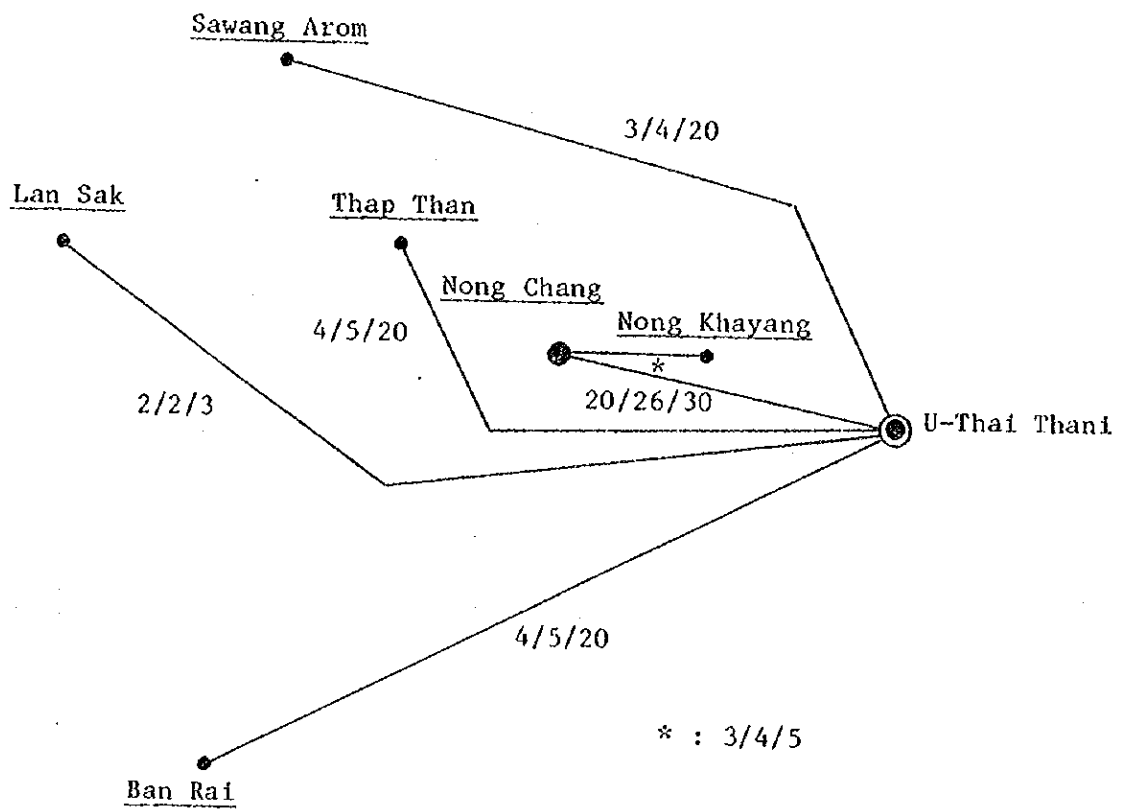 Sawang Arom
3/4/20
Lan Sak
Thap Than
Nong Chang
4/5/20
Nong Khayang
*
2/2/3
20/26/30
U-Thai Thani
4/5/20
* : 3/4/5
Ban Rai